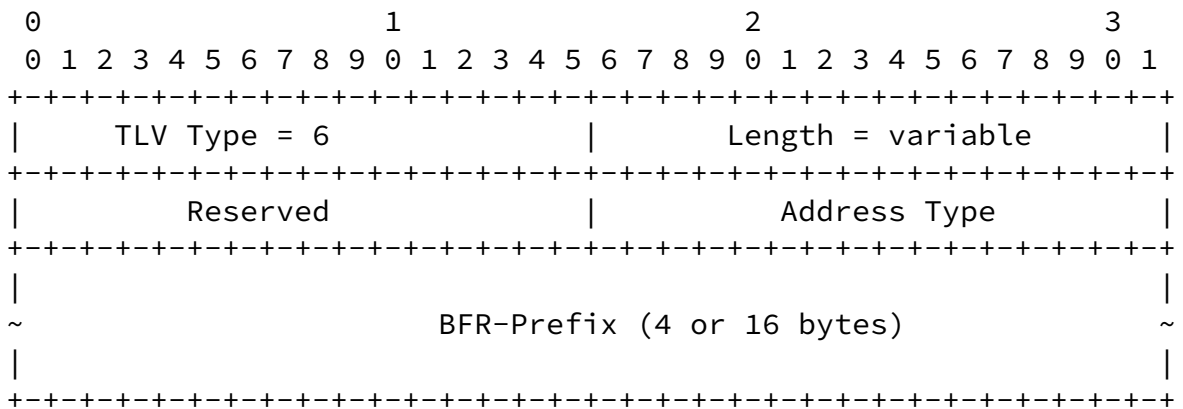 0                   1                   2                   3
 0 1 2 3 4 5 6 7 8 9 0 1 2 3 4 5 6 7 8 9 0 1 2 3 4 5 6 7 8 9 0 1
+-+-+-+-+-+-+-+-+-+-+-+-+-+-+-+-+-+-+-+-+-+-+-+-+-+-+-+-+-+-+-+-+
|     TLV Type = 6              |       Length = variable       |
+-+-+-+-+-+-+-+-+-+-+-+-+-+-+-+-+-+-+-+-+-+-+-+-+-+-+-+-+-+-+-+-+
|         Reserved              |          Address Type         |
+-+-+-+-+-+-+-+-+-+-+-+-+-+-+-+-+-+-+-+-+-+-+-+-+-+-+-+-+-+-+-+-+
|                                                               |
~                       BFR-Prefix (4 or 16 bytes)              ~
|                                                               |
+-+-+-+-+-+-+-+-+-+-+-+-+-+-+-+-+-+-+-+-+-+-+-+-+-+-+-+-+-+-+-+-+